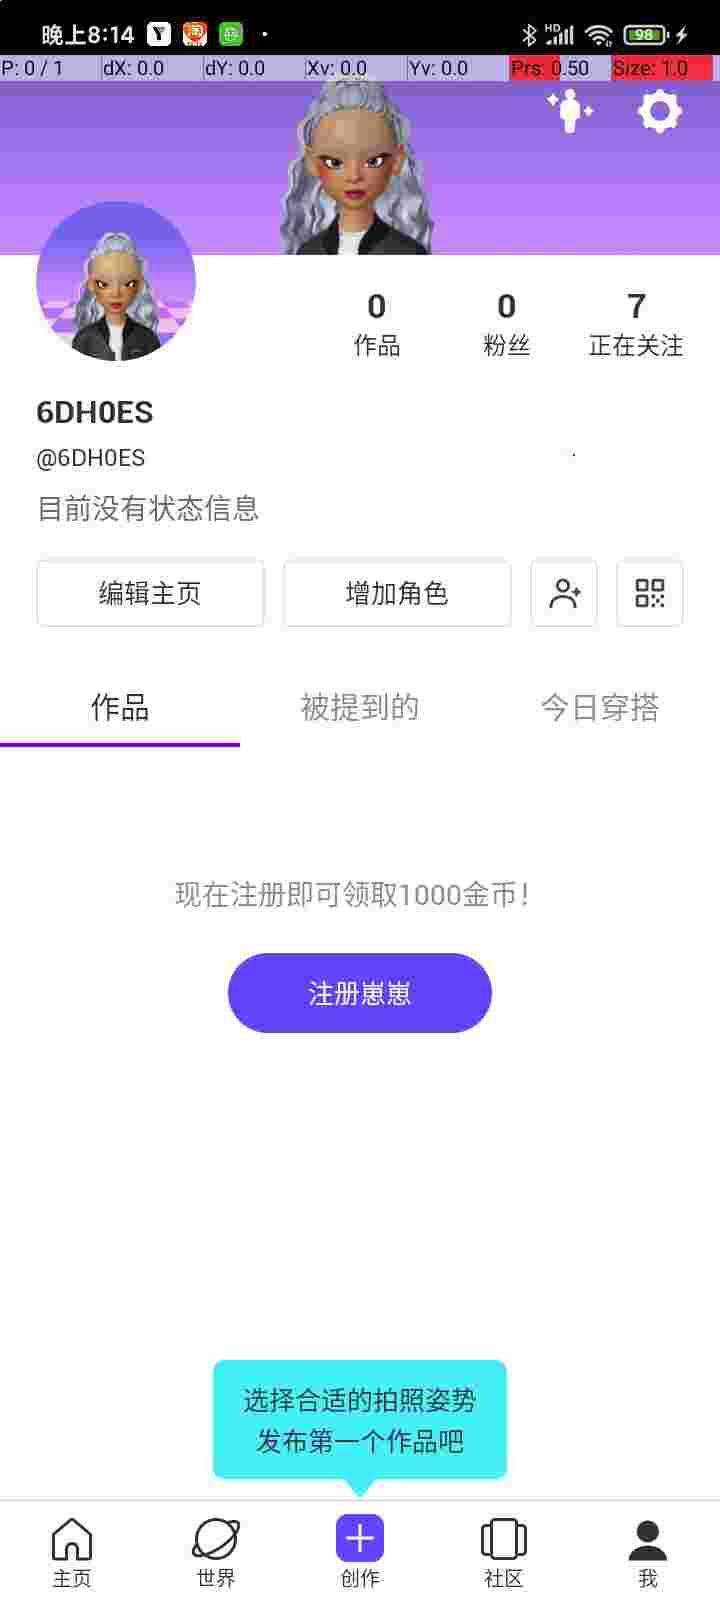 晚上8:14
HD
98
P: 0 / 1 dX: 0.0 dY: 0.0 Xv: 0.0 Yv: 0.0 Prs: 0.50 Size: 1.0
0 0 7
作品 粉丝 正在关注
6DH0ES
@6DH0ES
目前没有状态信息
编辑主页 增加角色
作品 被提到的 今日穿搭
现在注册即可领取1000金币！
注册崽崽
选择合适的拍照姿势
发布第一个作品吧
主页 世界 创作 社区 我